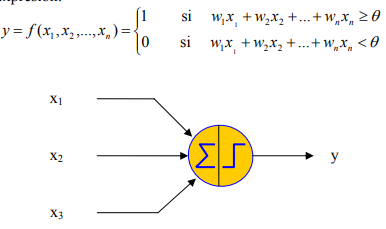 y = f(x₁, x₂, ..., xₙ) = {1 si w₁x₁ + w₂x₂ + ... + wₙxₙ ≥ θ
0 si w₁x₁ + w₂x₂ + ... + wₙxₙ < θ
x₁
x₂ Σ y
x₃